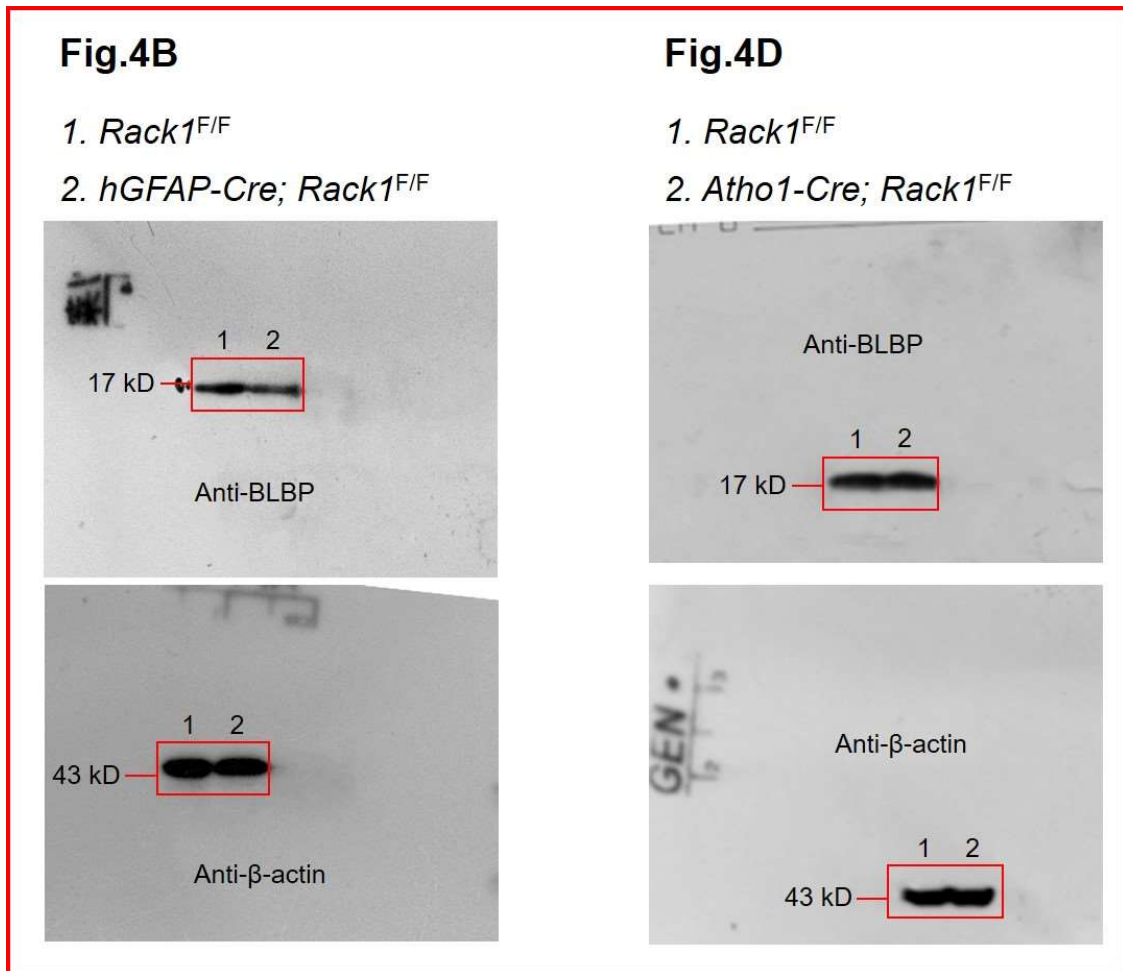 Fig.4B
1. Rack1F/F
2. hGFAP-Cre; Rack1F/F
1 2
17 kD
Anti-BLBP
1 2
43 kD
Anti-β-actin
Fig.4D
1. Rack1F/F
2. Atho1-Cre; Rack1F/F
Anti-BLBP
1 2
17 kD
GEN
Anti-β-actin
1 2
43 kD